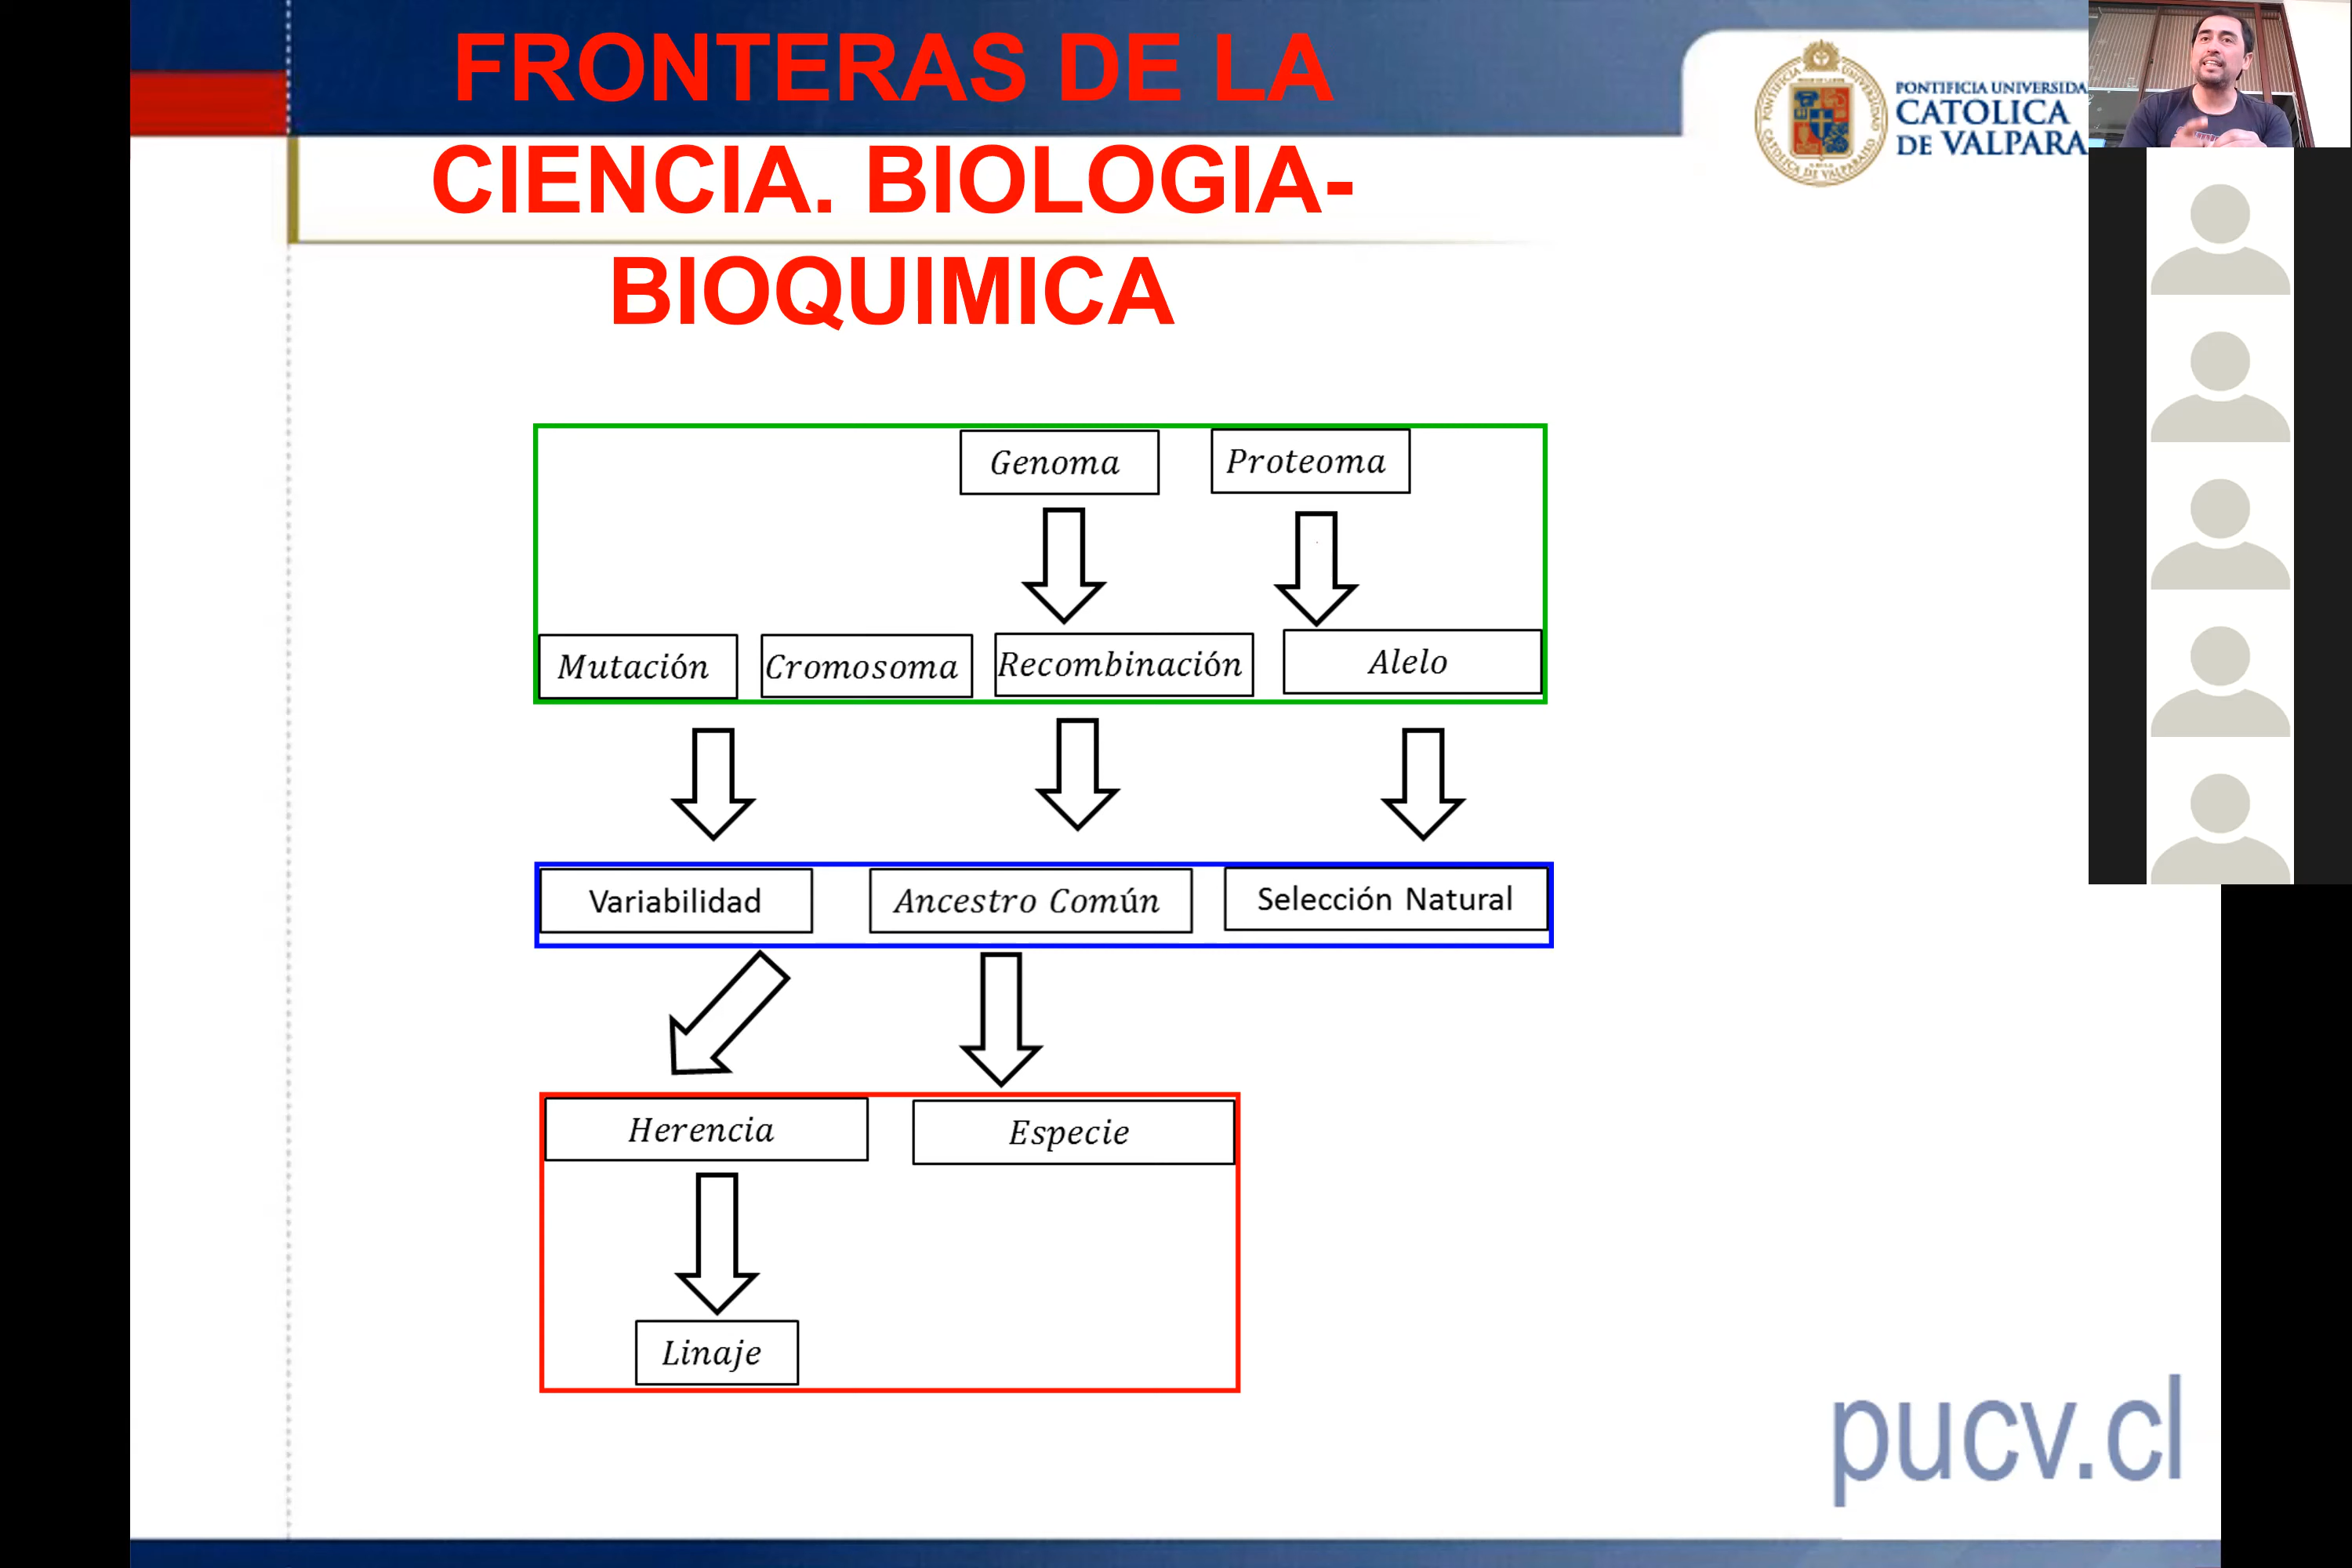 FRONTERAS DE LA
CIENCIA. BIOLOGIA-
BIOQUIMICA
PONTIFICIA UNIVERSIDA
CATOLICA
DE VALPARA
Genoma
Proteoma
Mutación
Cromosoma
Recombinación
Alelo
Variabilidad
Ancestro Común
Selección Natural
Herencia
Especie
Linaje
pucv.cl